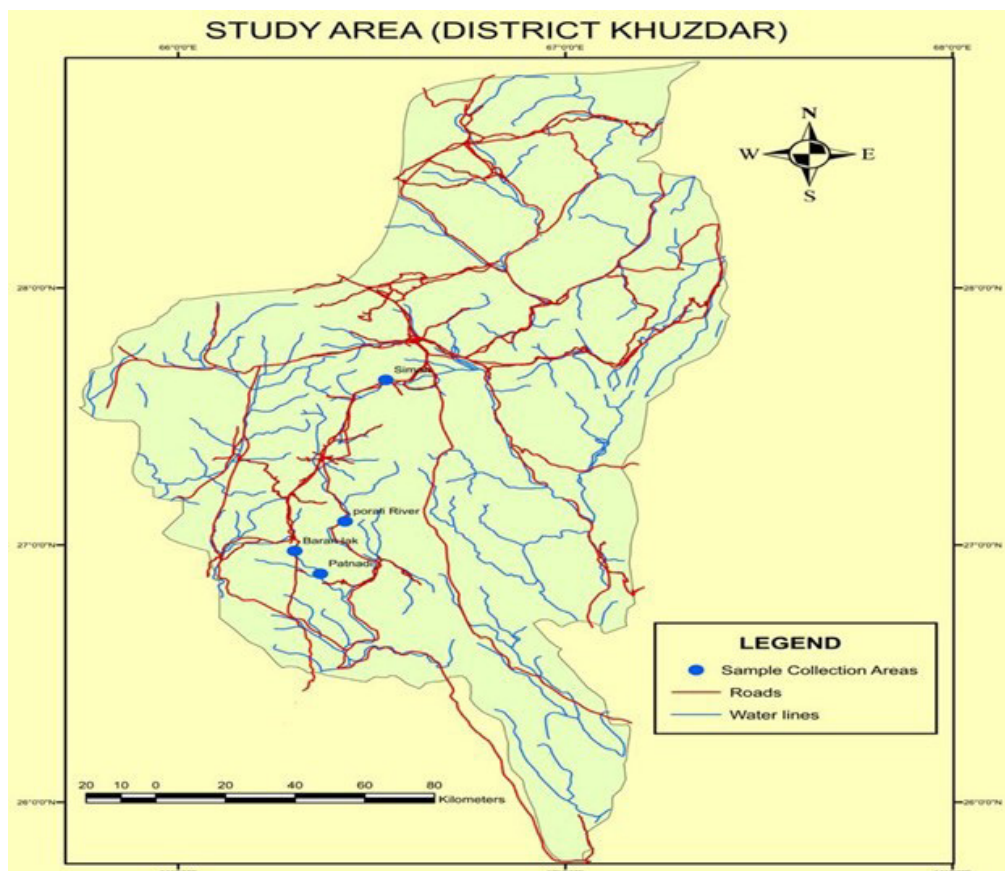 STUDY AREA (DISTRICT KHUZDAR)
66°0'0"E 67°0'0"E 68°0'0"E
N
W E
S
28°0'0"N 28°0'0"N
porali River
27°0'0"N 27°0'0"N
Baran lak
LEGEND
Sample Collection Areas
Roads
Water lines
20 10 0 20 40 60 80
Kilometers
26°0'0"N 26°0'0"N